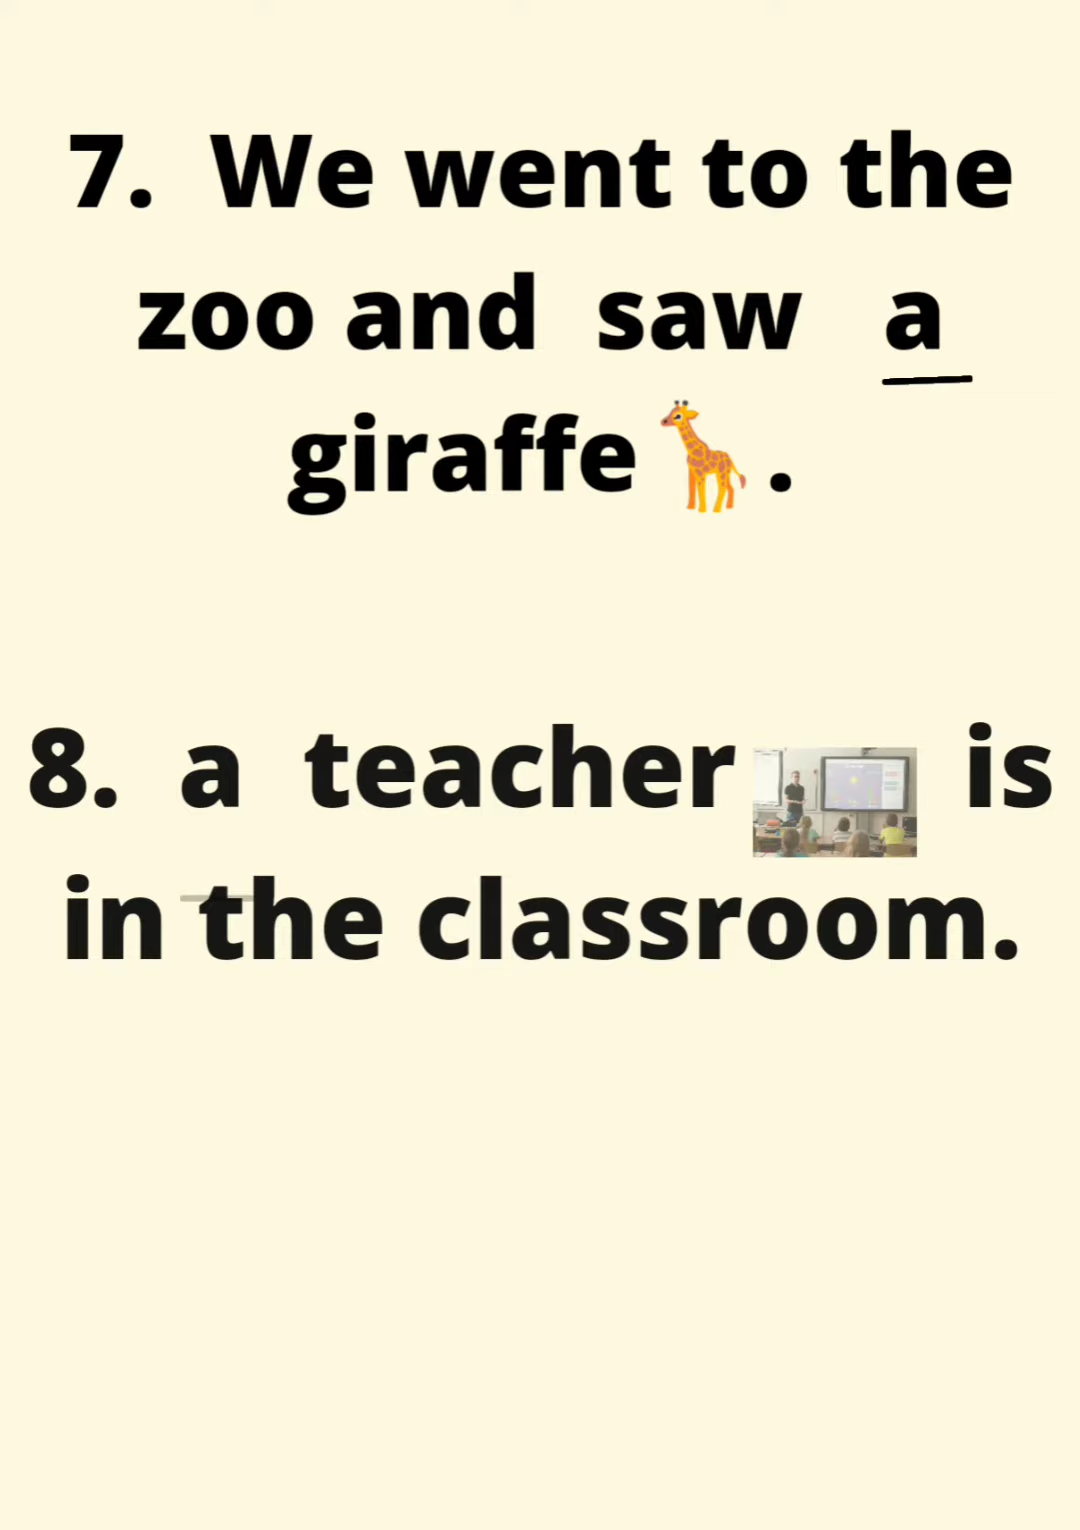 7. We went to the
zoo and saw a
giraffe 🦒.
8. a teacher is
in the classroom.